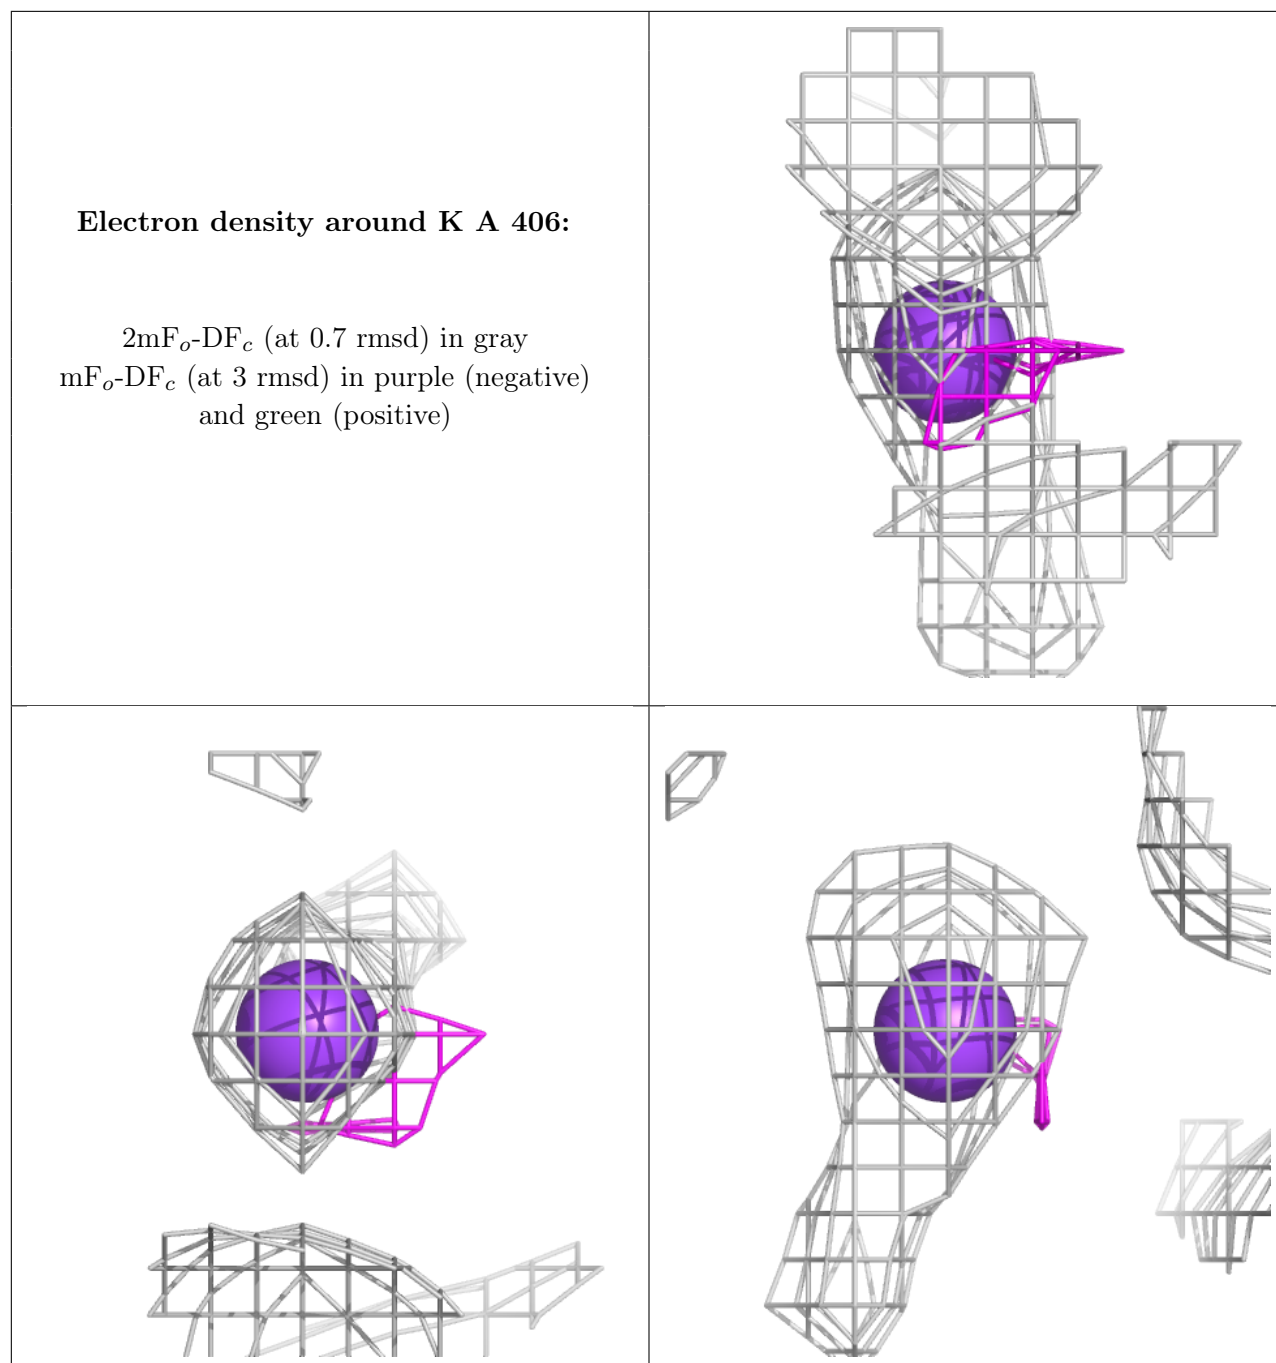 Electron density around K A 406:
2mFo-DFc (at 0.7 rmsd) in gray
mFo-DFc (at 3 rmsd) in purple (negative)
and green (positive)